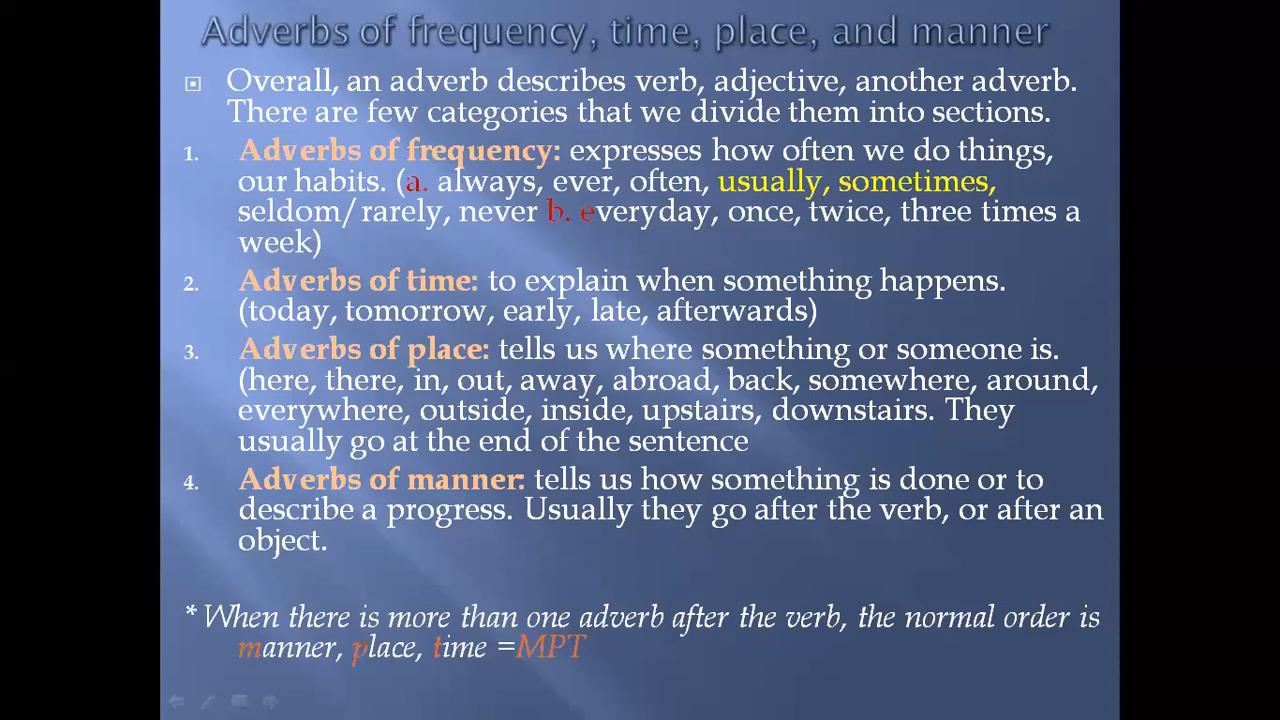 Adverbs of frequency, time, place, and manner
Overall, an adverb describes verb, adjective, another adverb.
There are few categories that we divide them into sections.
1. Adverbs of frequency: expresses how often we do things,
our habits. (a. always, ever, often, usually, sometimes,
seldom/rarely, never b. everyday, once, twice, three times a
week)
2. Adverbs of time: to explain when something happens.
(today, tomorrow, early, late, afterwards)
3. Adverbs of place: tells us where something or someone is.
(here, there, in, out, away, abroad, back, somewhere, around,
everywhere, outside, inside, upstairs, downstairs. They
usually go at the end of the sentence
4. Adverbs of manner: tells us how something is done or to
describe a progress. Usually they go after the verb, or after an
object.
* When there is more than one adverb after the verb, the normal order is
manner, place, time =MPT